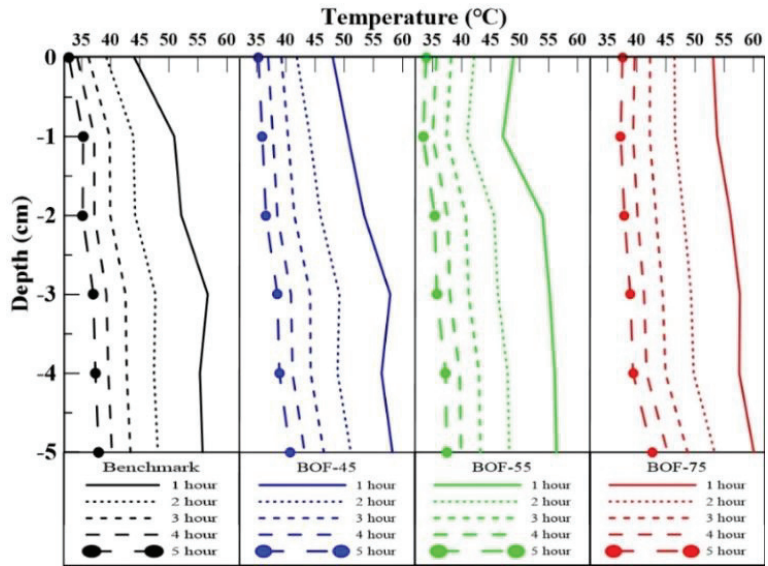 Temperature (°C)
35 40 45 50 55 60 35 40 45 50 55 60 35 40 45 50 55 60 35 40 45 50 55 60
0
-1
-2
-3
-4
-5
Depth (cm)
Benchmark BOF-45 BOF-55 BOF-75
1 hour 1 hour 1 hour 1 hour
2 hour 2 hour 2 hour 2 hour
3 hour 3 hour 3 hour 3 hour
4 hour 4 hour 4 hour 4 hour
5 hour 5 hour 5 hour 5 hour